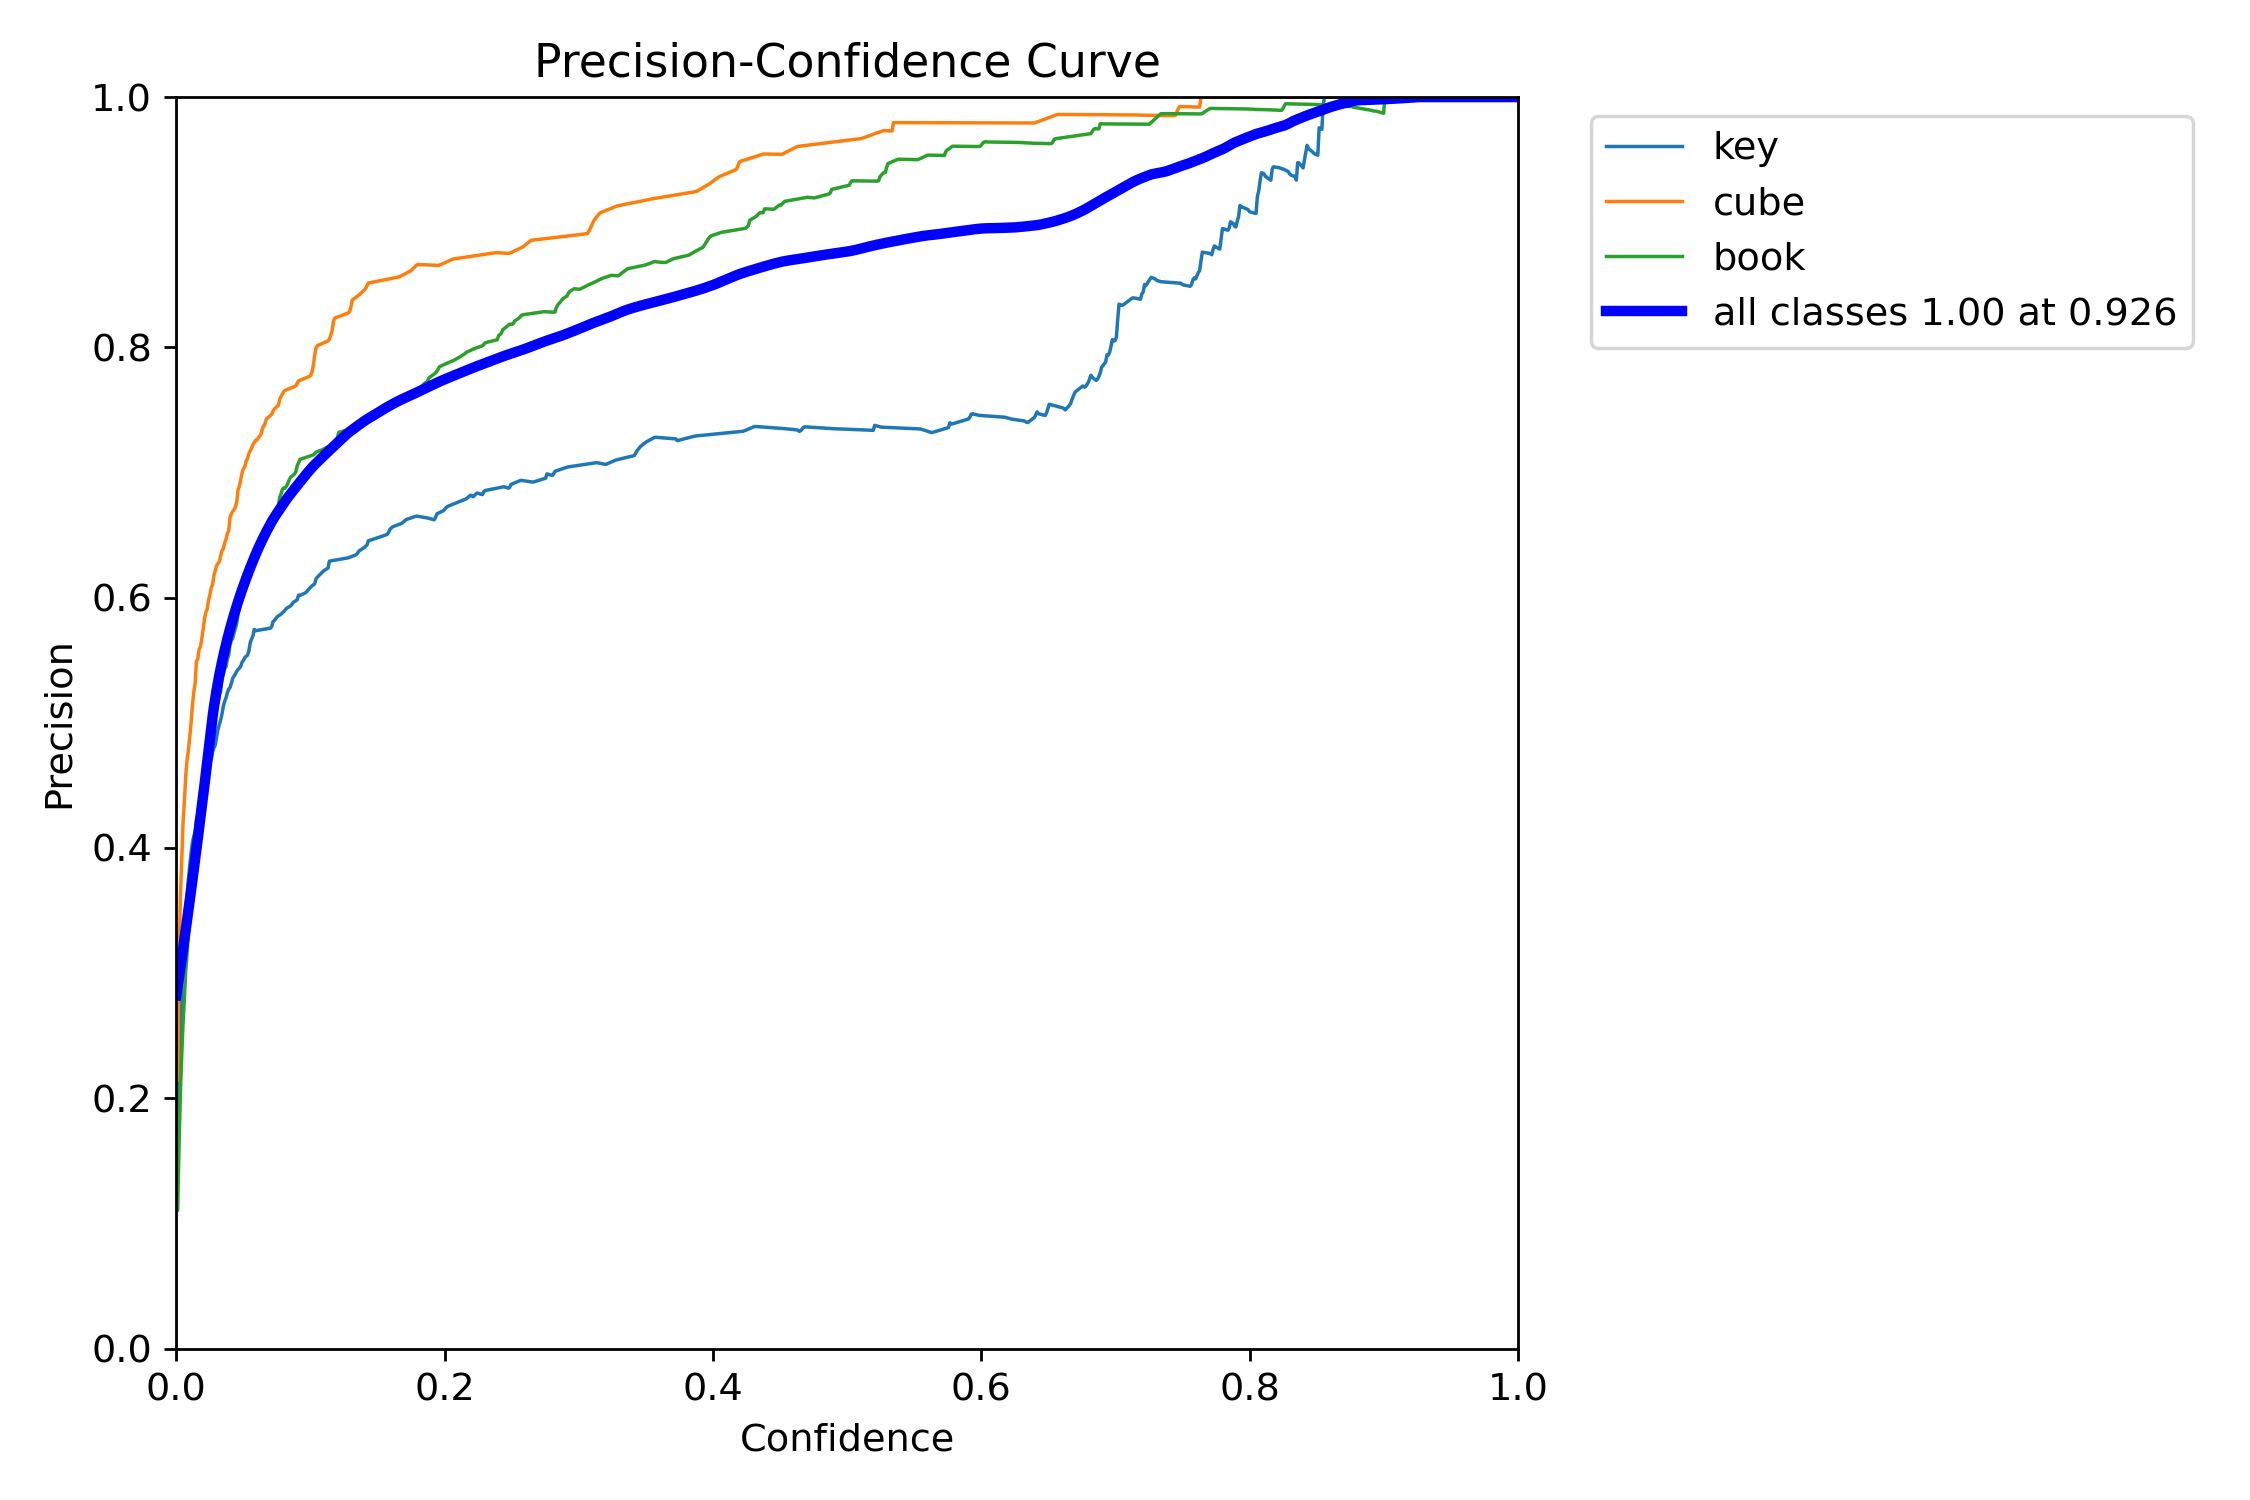 Precision-Confidence Curve
1.0
0.8
0.6
0.4
0.2
0.0
Precision
0.0 0.2 0.4 0.6 0.8 1.0
Confidence
key
cube
book
all classes 1.00 at 0.926